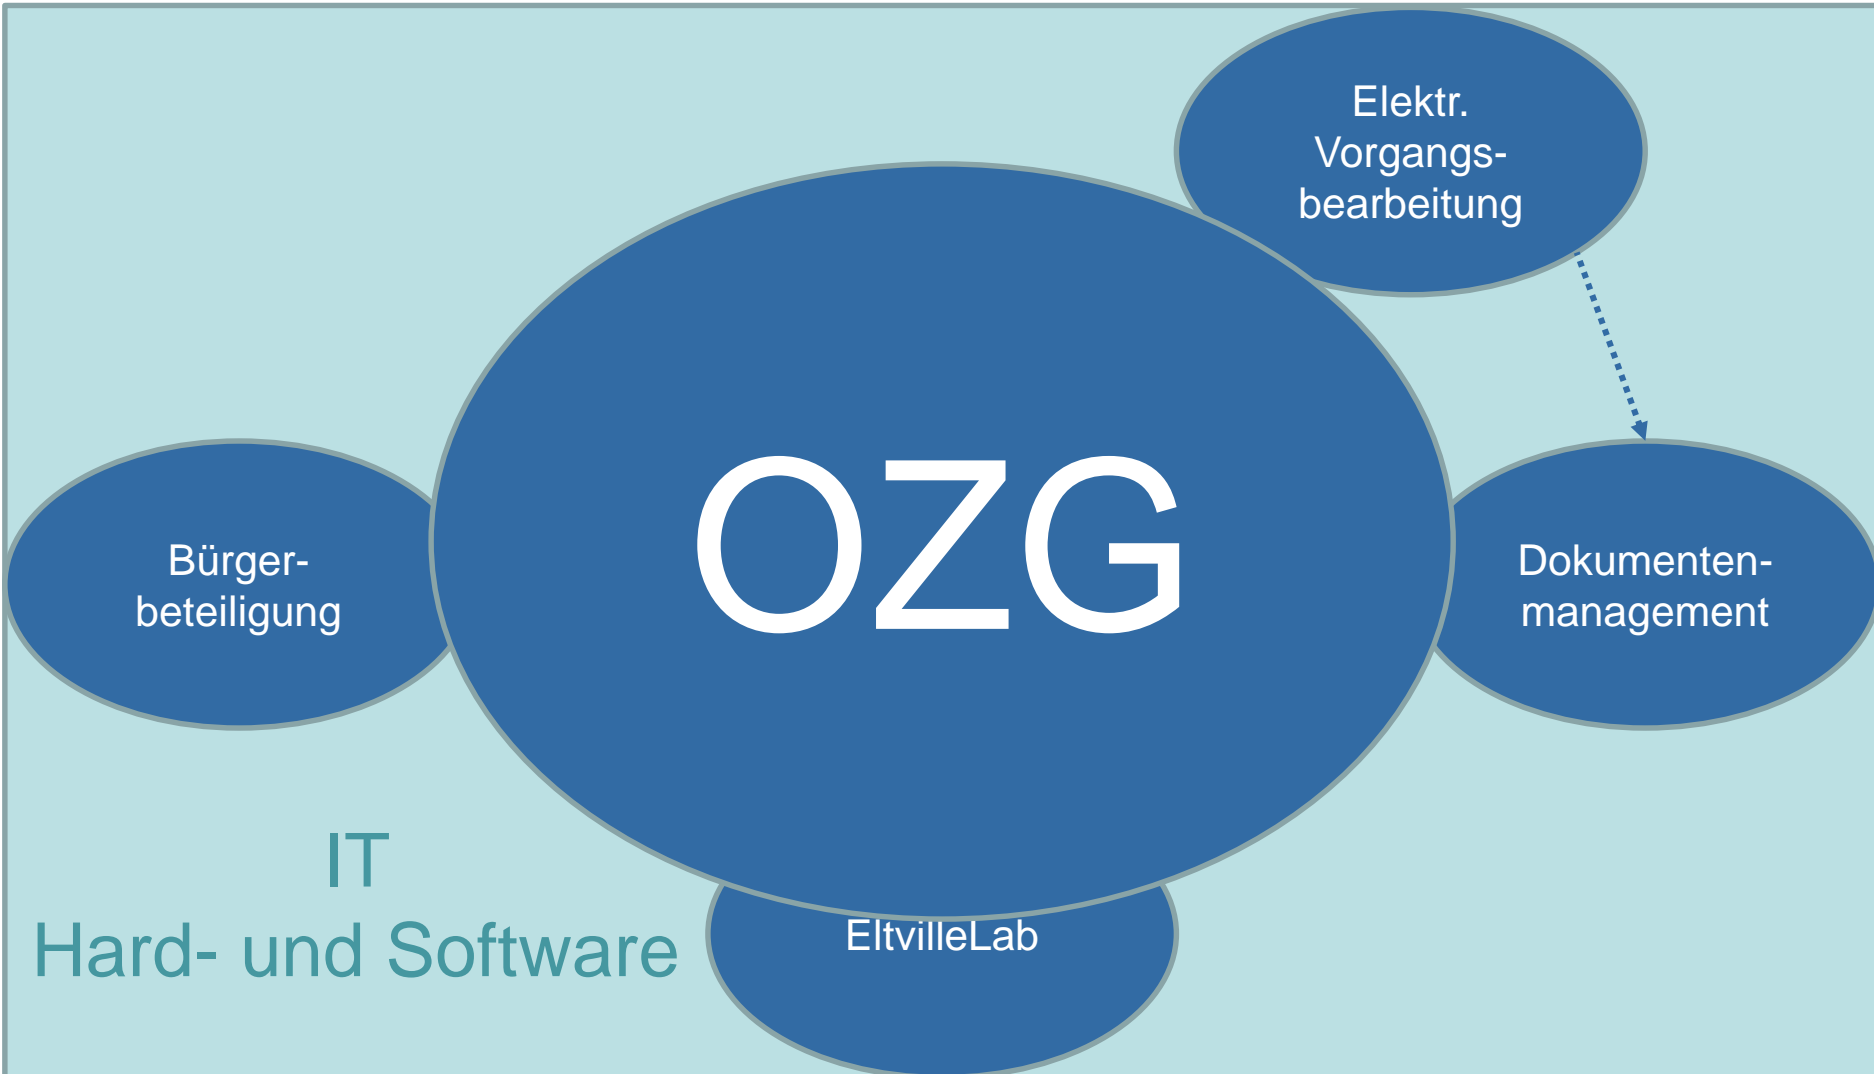 Elektr.
Vorgangs-
bearbeitung
OZG
Bürger-
beteiligung
Dokumenten-
management
IT
Hard- und Software
EltvilleLab